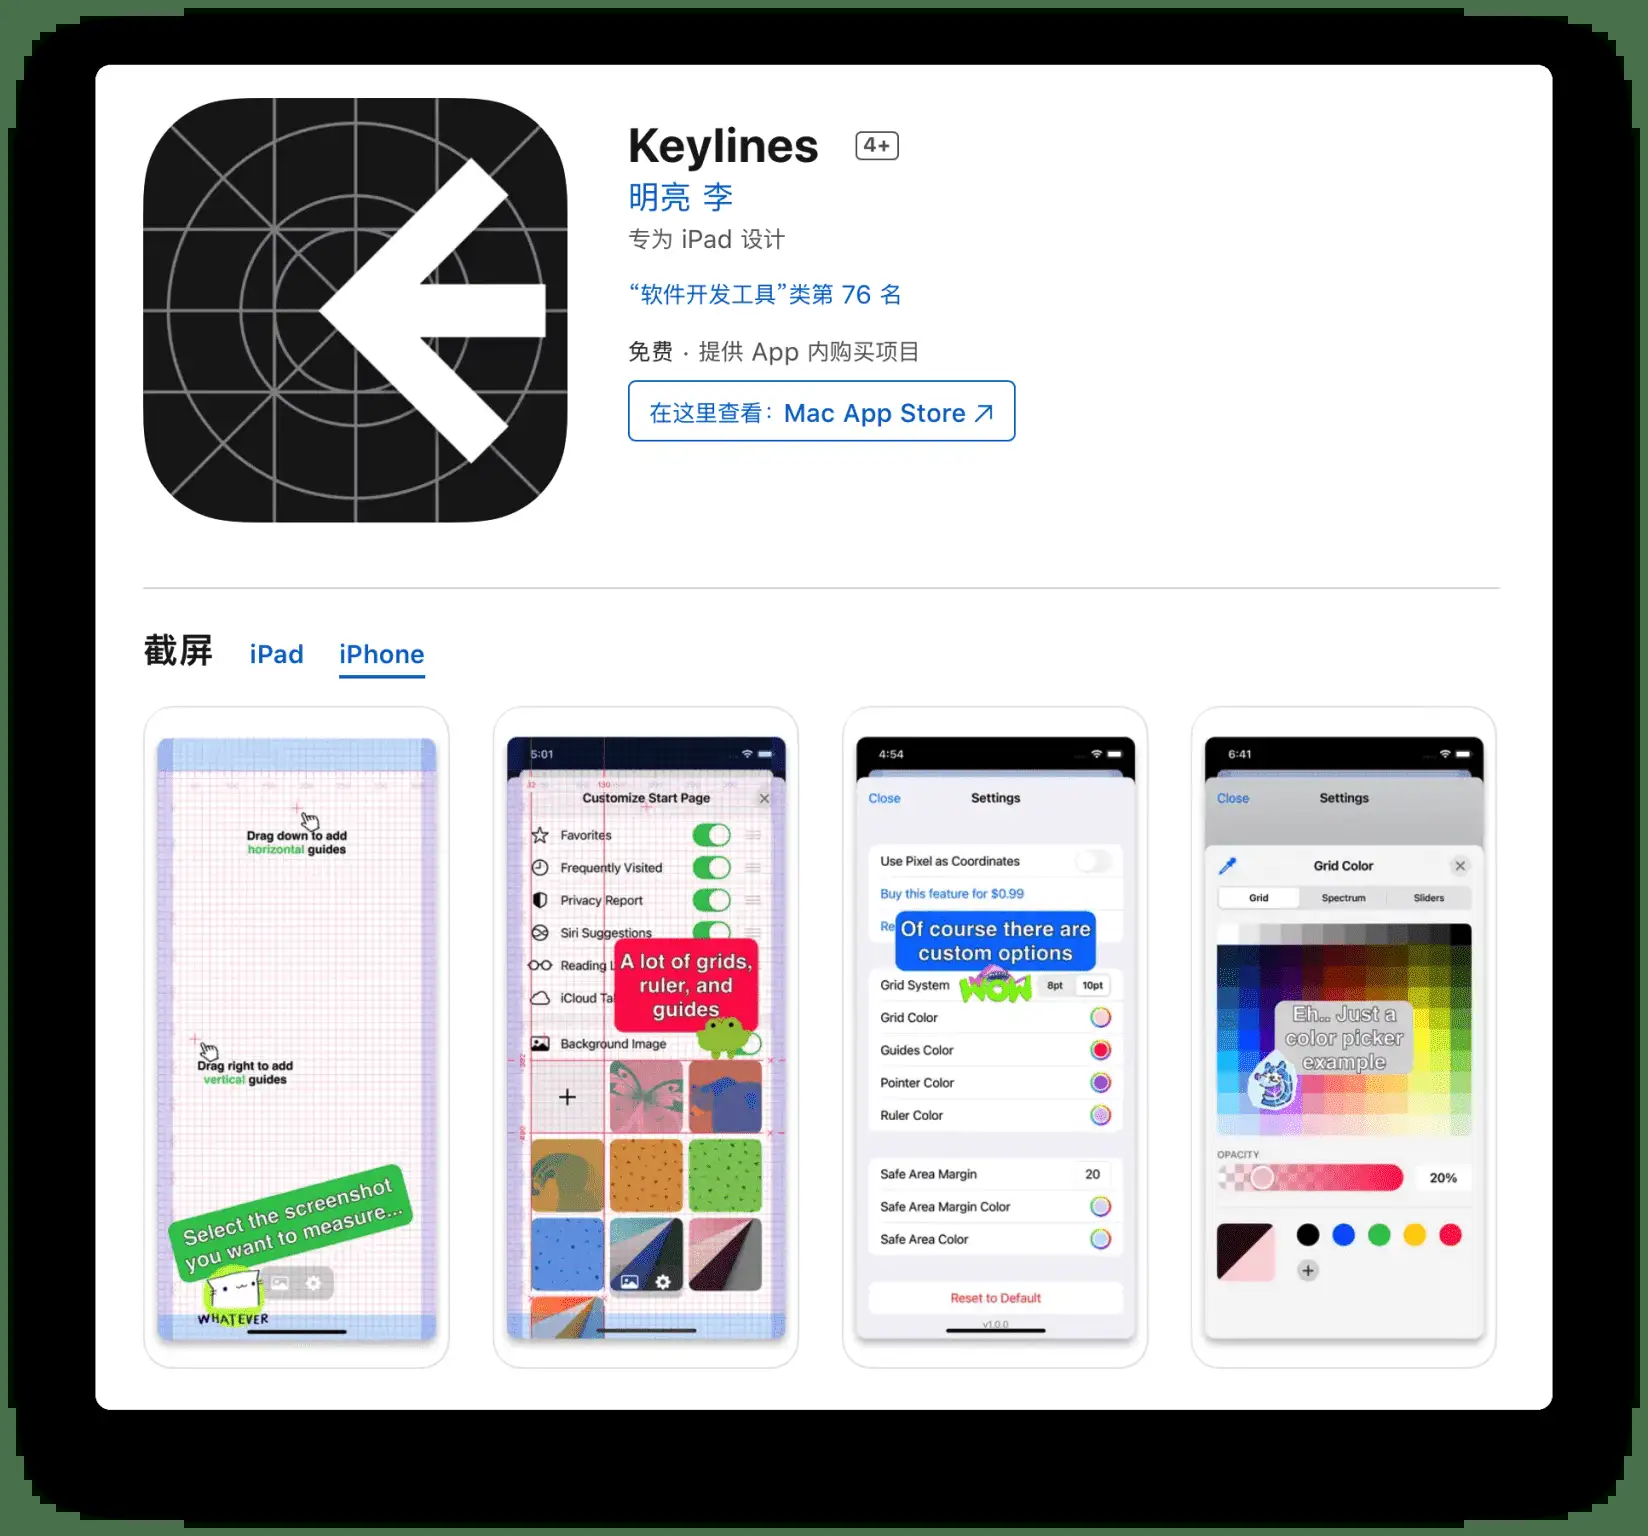 Keylines 4+
明亮 李
专为 iPad 设计
“软件开发工具”类第 76 名
免费 · 提供 App 内购买项目
在这里查看： Mac App Store ↗
截屏 iPad iPhone
Drag down to add
horizontal guides
Drag right to add
vertical guides
Select the screenshot
you want to measure...
WHATEVER
5:01
32 130
Customize Start Page
Favorites
Frequently Visited
Privacy Report
Siri Suggestions
Reading L
iCloud Ta
A lot of grids,
ruler, and
guides
Background Image
4:54
Close Settings
Use Pixel as Coordinates
Buy this feature for $0.99
Re
Of course there are
custom options
WOW
Grid System 8pt 10pt
Grid Color
Guides Color
Pointer Color
Ruler Color
Safe Area Margin 20
Safe Area Margin Color
Safe Area Color
Reset to Default
v1.0.0
6:41
Close Settings
Grid Color
Grid Spectrum Sliders
Eh.. Just a
color picker
example
OPACITY
20%